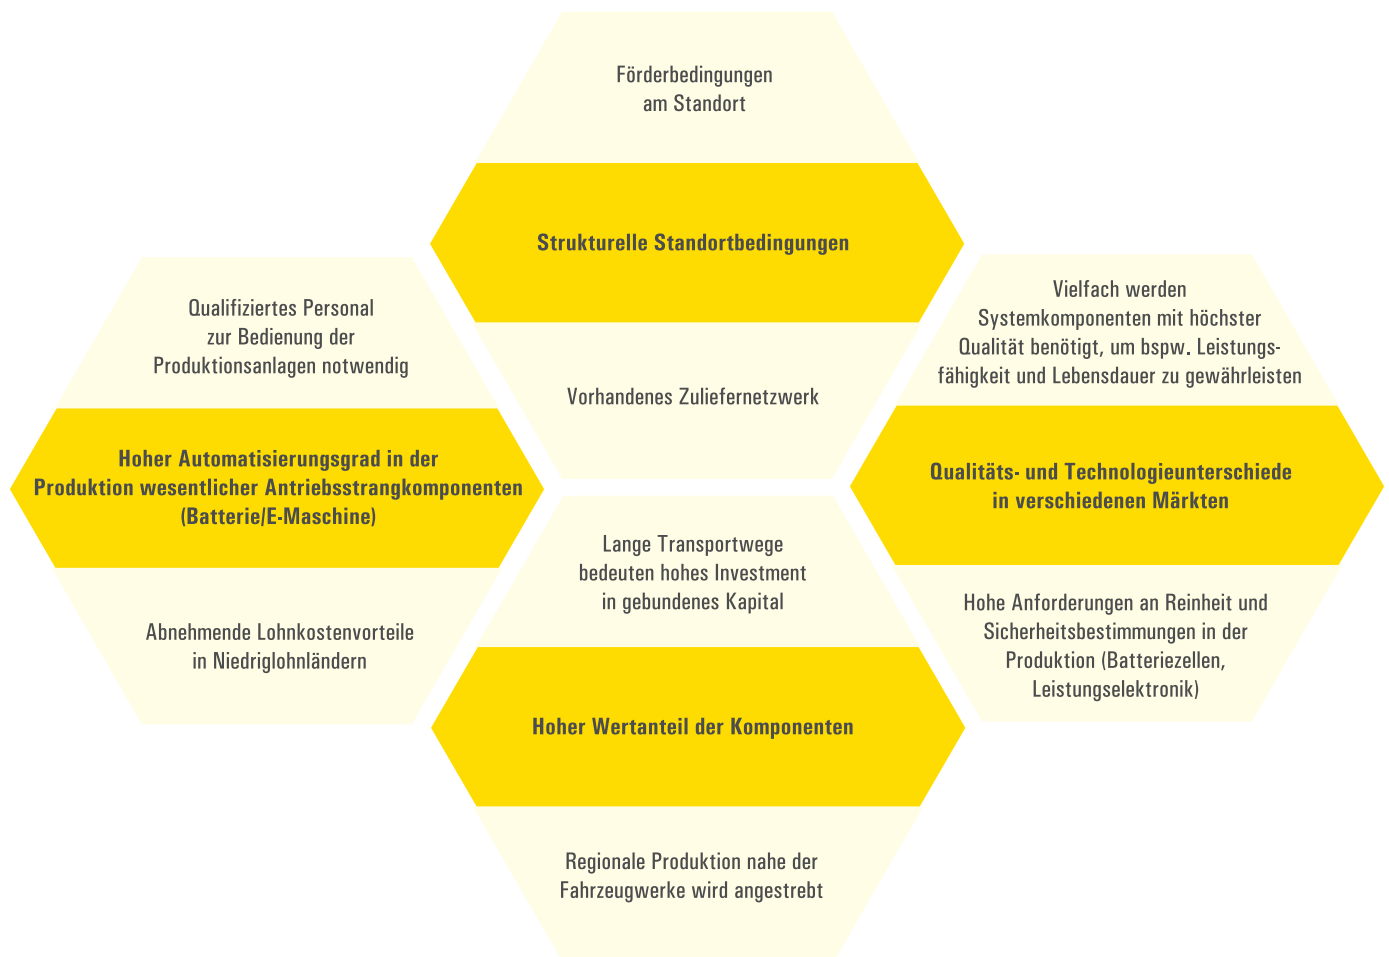 Förderbedingungen
am Standort
Strukturelle Standortbedingungen
Vorhandenes Zuliefernetzwerk
Qualifiziertes Personal
zur Bedienung der
Produktionsanlagen notwendig
Hoher Automatisierungsgrad in der
Produktion wesentlicher Antriebsstrangkomponenten
(Batterie/E-Maschine)
Abnehmende Lohnkostenvorteile
in Niedriglohnländern
Vielfach werden
Systemkomponenten mit höchster
Qualität benötigt, um bspw. Leistungs-
fähigkeit und Lebensdauer zu gewährleisten
Qualitäts- und Technologieunterschiede
in verschiedenen Märkten
Hohe Anforderungen an Reinheit und
Sicherheitsbestimmungen in der
Produktion (Batteriezellen,
Leistungselektronik)
Lange Transportwege
bedeuten hohes Investment
in gebundenes Kapital
Hoher Wertanteil der Komponenten
Regionale Produktion nahe der
Fahrzeugwerke wird angestrebt